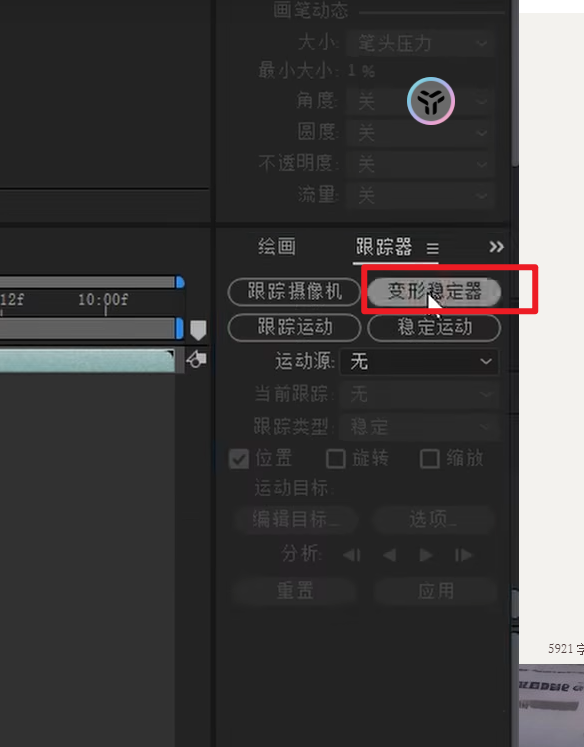 画笔动态
大小: 笔头压力
最小大小: 1 %
角度: 关
圆度: 关
不透明度: 关
流量: 关
绘画 跟踪器
12f 10:00f
跟踪摄像机 变形稳定器
跟踪运动 稳定运动
运动源: 无
当前跟踪: 无
跟踪类型: 稳定
位置 旋转 缩放
运动目标:
编辑目标... 选项...
分析:
重置 应用
5921 字